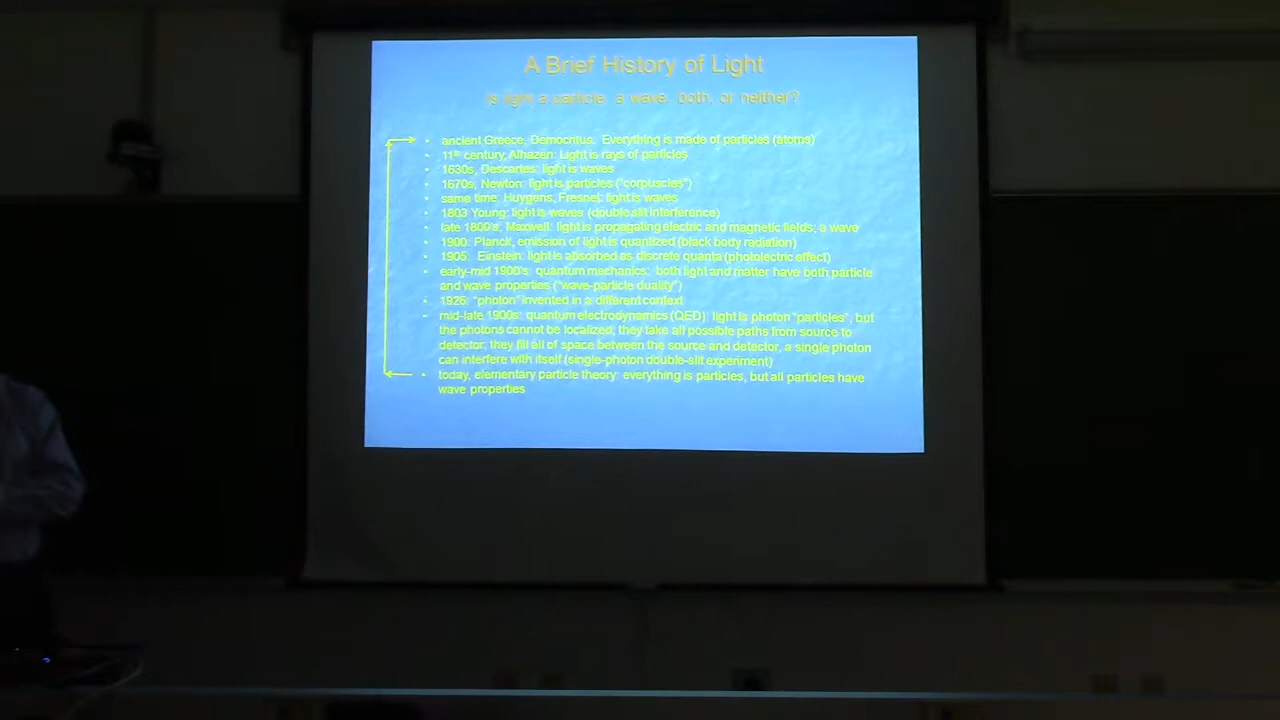 A Brief History of Light
Is light a particle, a wave, both, or neither?
• ancient Greece, Democritus: Everything is made of particles (atoms)
• 11th century, Alhazen: Light is rays of particles
• 1630s, Descartes: light is waves
• 1670s, Newton: light is particles ("corpuscles")
• same time: Huygens, Fresnel: light is waves
• 1803 Young: light is waves (double slit interference)
• late 1800's, Maxwell: light is propagating electric and magnetic fields; a wave
• 1900: Planck, emission of light is quantized (black body radiation)
• 1905: Einstein: light is absorbed as discrete quanta (photolectric effect)
• early-mid 1900's: quantum mechanics: both light and matter have both particle
and wave properties ("wave-particle duality")
• 1926: "photon" invented in a different context
• mid-late 1900s: quantum electrodynamics (QED): light is photon "particles", but
the photons cannot be localized; they take all possible paths from source to
detector; they fill all of space between the source and detector, a single photon
can interfere with itself (single-photon double-slit experiment)
• today, elementary particle theory: everything is particles, but all particles have
wave properties